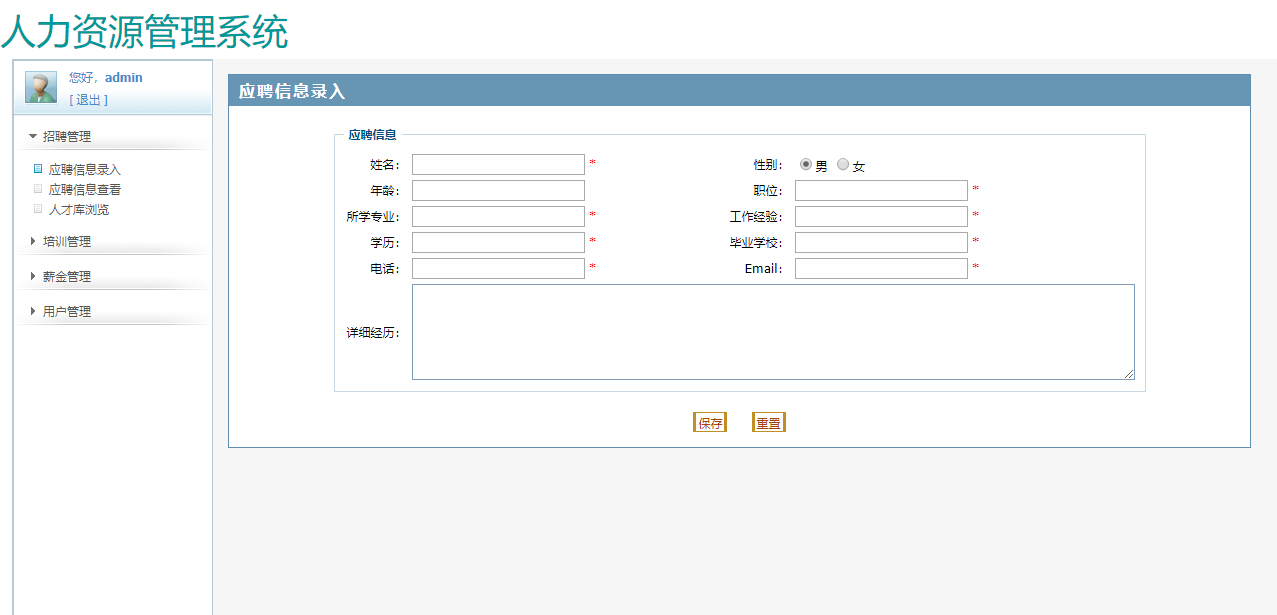 人力资源管理系统
您好，admin
[ 退出 ]
招聘管理
应聘信息录入
应聘信息查看
人才库浏览
培训管理
薪金管理
用户管理
应聘信息录入
应聘信息
姓名： * 性别： 男 女
年龄： 职位： *
所学专业： * 工作经验： *
学历： * 毕业学校： *
电话： * Email： *
详细经历：
保存 重置